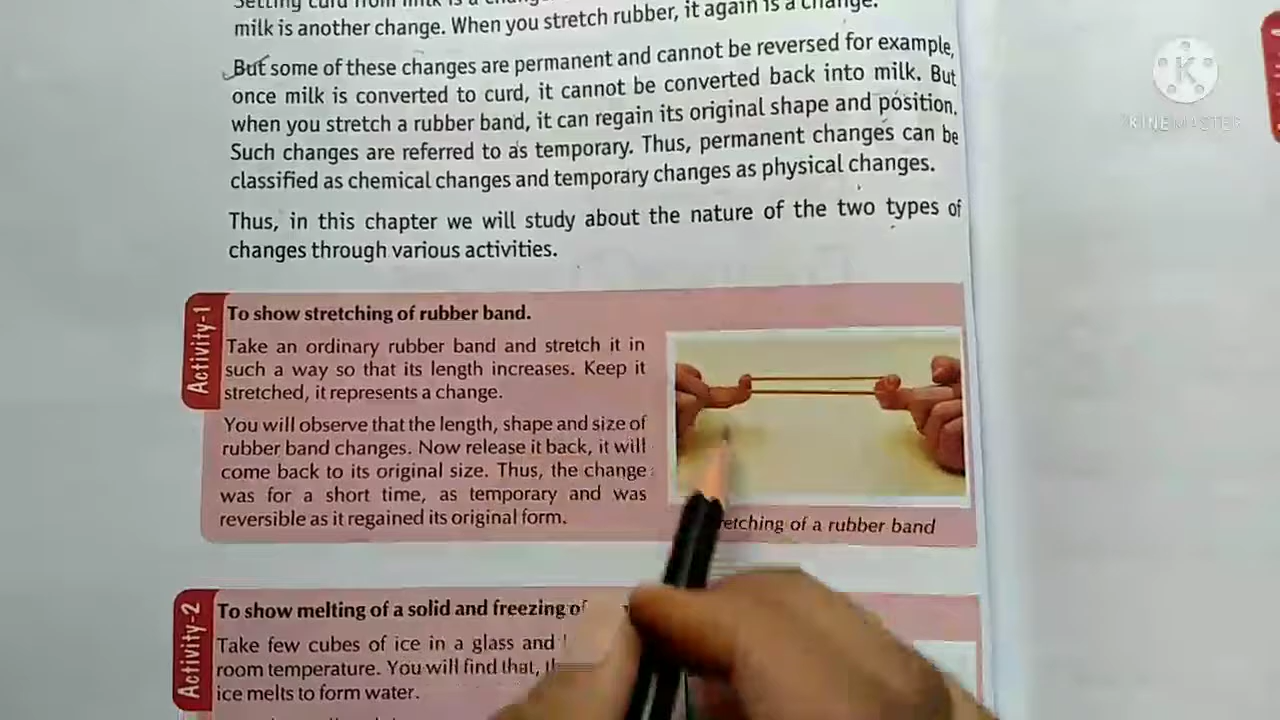 Setting curd from milk is a
milk is another change. When you stretch rubber, it again is a change.
But some of these changes are permanent and cannot be reversed for example,
once milk is converted to curd, it cannot be converted back into milk. But
when you stretch a rubber band, it can regain its original shape and position.
Such changes are referred to as temporary. Thus, permanent changes can be
classified as chemical changes and temporary changes as physical changes.
Thus, in this chapter we will study about the nature of the two types of
changes through various activities.
Activity-1
To show stretching of rubber band.
Take an ordinary rubber band and stretch it in
such a way so that its length increases. Keep it
stretched, it represents a change.
You will observe that the length, shape and size of
rubber band changes. Now release it back, it will
come back to its original size. Thus, the change
was for a short time, as temporary and was
reversible as it regained its original form.
retching of a rubber band
Activity-2
To show melting of a solid and freezing of
Take few cubes of ice in a glass and
room temperature. You will find that,
ice melts to form water.
KINEMASTER